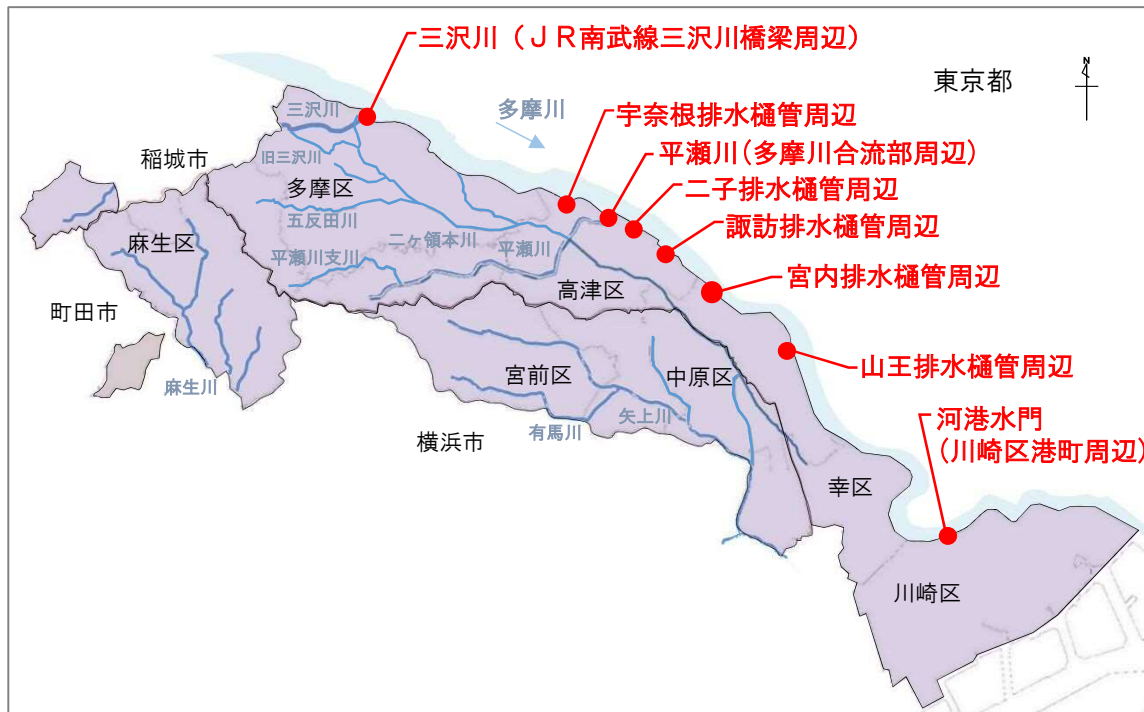 三沢川（ＪＲ南武線三沢川橋梁周辺）
東京都
N
多摩川
三沢川
宇奈根排水樋管周辺
平瀬川(多摩川合流部周辺)
二子排水樋管周辺
諏訪排水樋管周辺
宮内排水樋管周辺
山王排水樋管周辺
河港水門
(川崎区港町周辺)
稲城市
旧三沢川
多摩区
五反田川
二ヶ領本川
平瀬川
平瀬川支川
麻生区
高津区
町田市
麻生川
宮前区
中原区
矢上川
有馬川
横浜市
幸区
川崎区